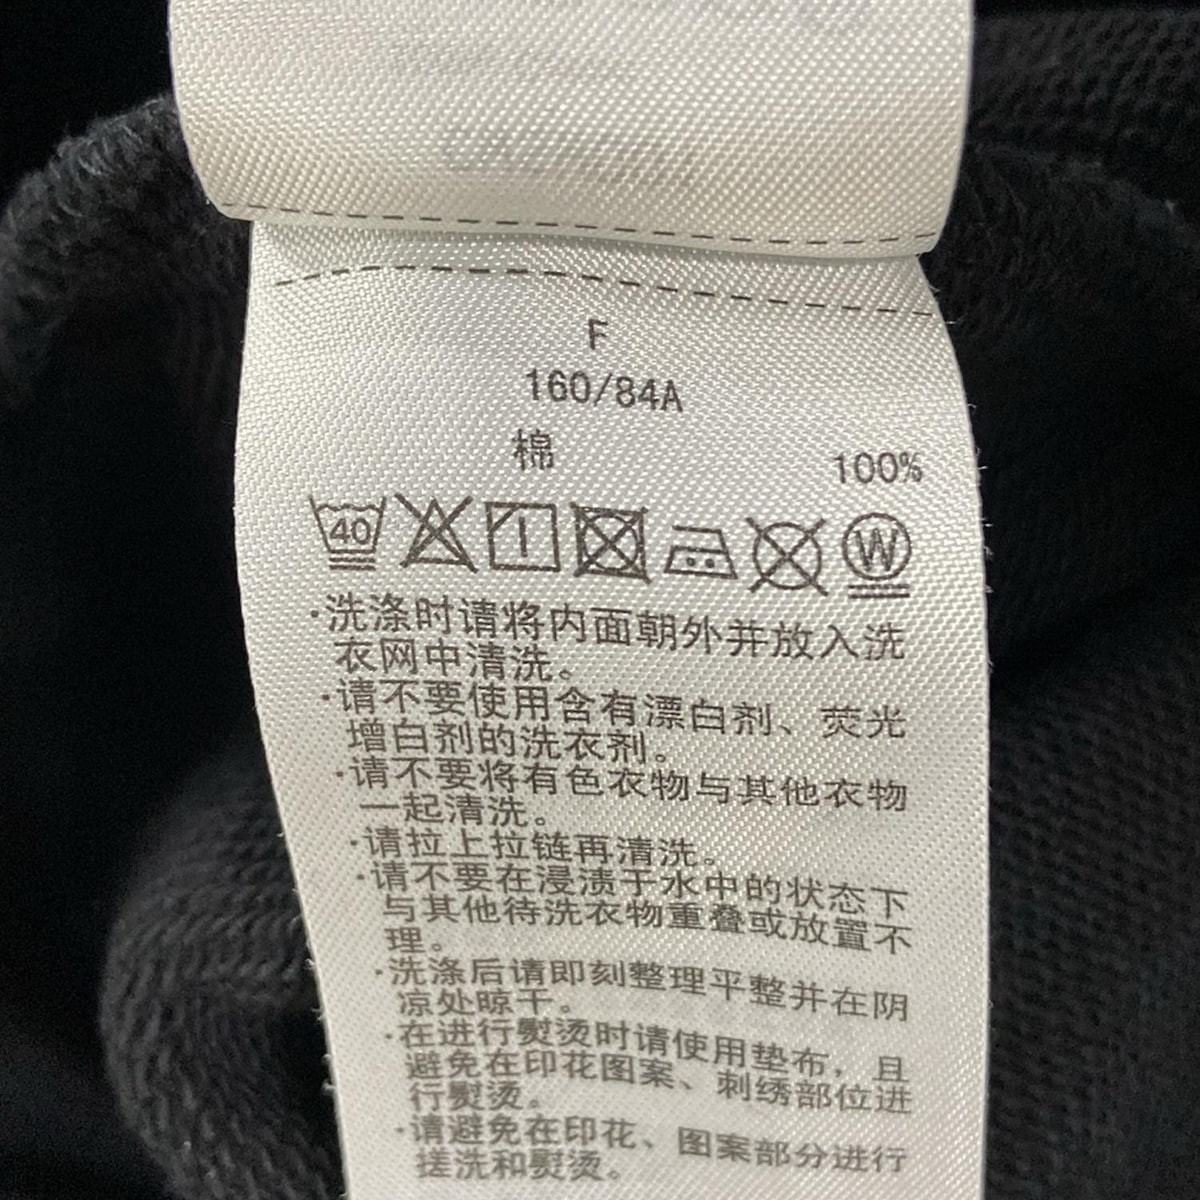 F
160/84A
棉 100%
40 W
·洗涤时请将内面朝外并放入洗
衣网中清洗。
·请不要使用含有漂白剂、荧光
增白剂的洗衣剂。
·请不要将有色衣物与其他衣物
一起清洗。
·请拉上拉链再清洗。
·请不要在浸渍于水中的状态下
与其他待洗衣物重叠或放置不
理。
·洗涤后请即刻整理平整并在阴
凉处晾干。
·在进行熨烫时请使用垫布，且
避免在印花图案、刺绣部位进
行熨烫。
·请避免在印花、图案部分进行
搓洗和熨烫。